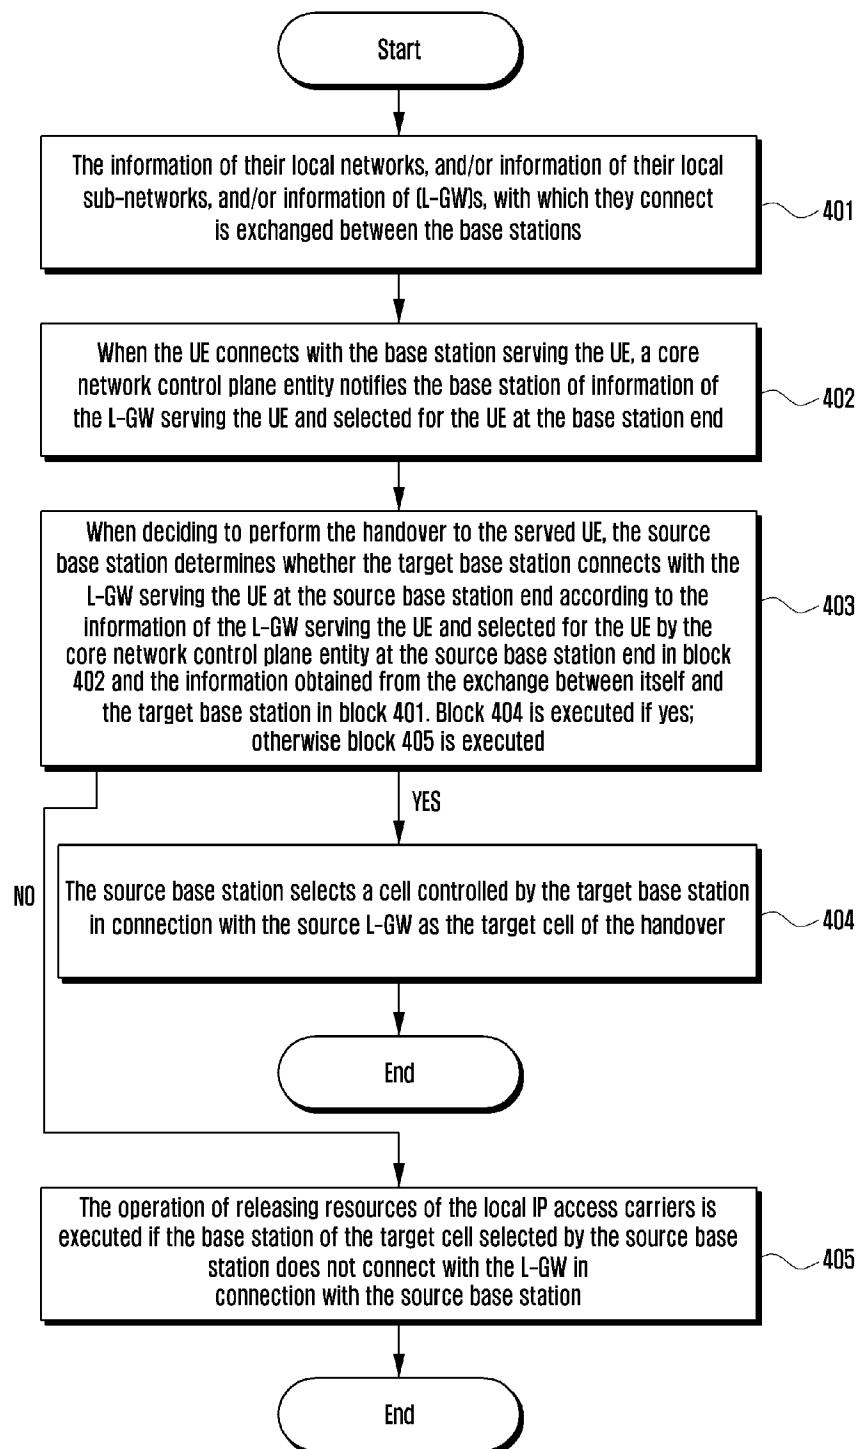 Start
The information of their local networks, and/or information of their local
sub-networks, and/or information of (L-GW)s, with which they connect
is exchanged between the base stations
401
When the UE connects with the base station serving the UE, a core
network control plane entity notifies the base station of information of
the L-GW serving the UE and selected for the UE at the base station end
402
When deciding to perform the handover to the served UE, the source
base station determines whether the target base station connects with the
L-GW serving the UE at the source base station end according to the
information of the L-GW serving the UE and selected for the UE by the
core network control plane entity at the source base station end in block
402 and the information obtained from the exchange between itself and
the target base station in block 401. Block 404 is executed if yes;
otherwise block 405 is executed
403
YES
NO
The source base station selects a cell controlled by the target base station
in connection with the source L-GW as the target cell of the handover
404
End
The operation of releasing resources of the local IP access carriers is
executed if the base station of the target cell selected by the source base
station does not connect with the L-GW in
connection with the source base station
405
End